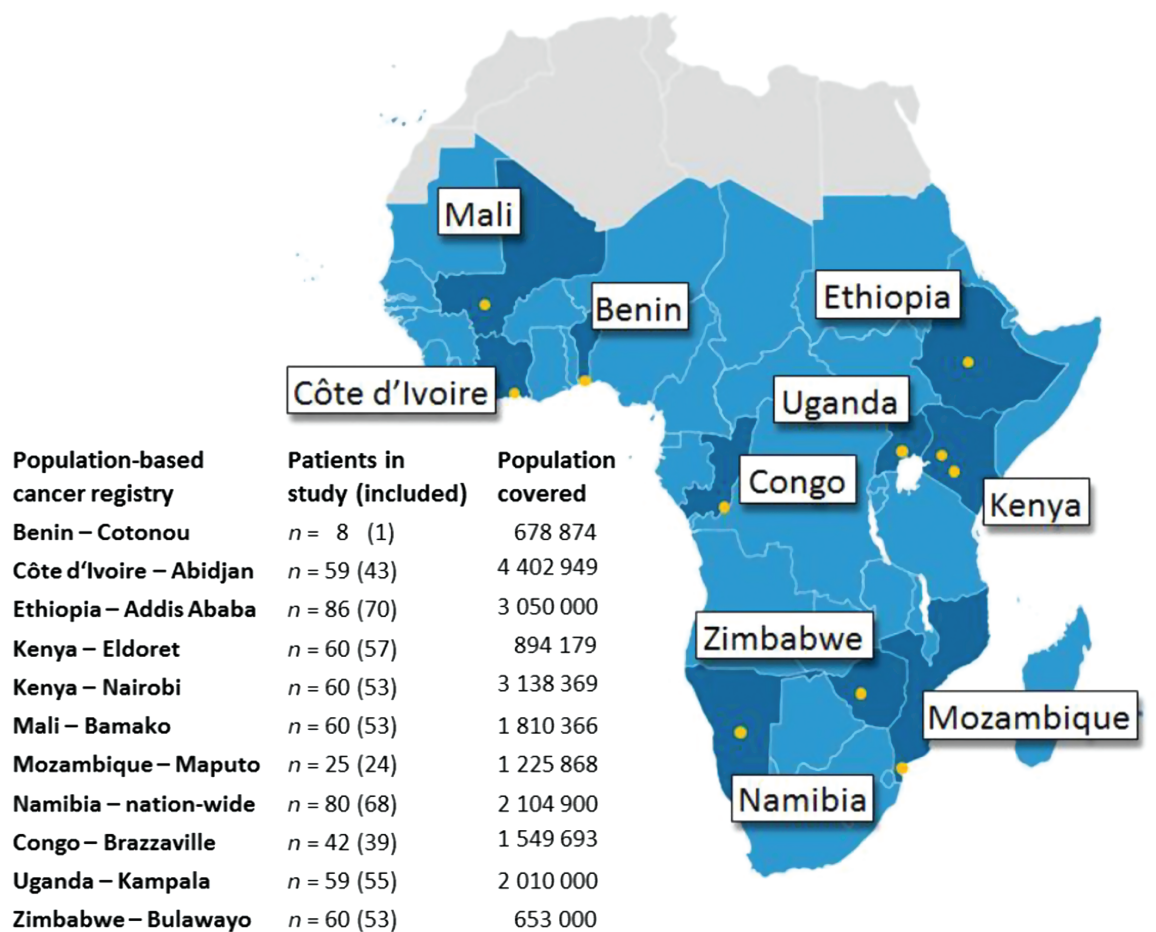 Mali
Benin
Ethiopia
Côte d’Ivoire
Uganda
Congo
Kenya
Zimbabwe
Mozambique
Namibia
Population-based cancer registry Patients in study (included) Population covered
Benin – Cotonou n = 8 (1) 678 874
Côte d‘Ivoire – Abidjan n = 59 (43) 4 402 949
Ethiopia – Addis Ababa n = 86 (70) 3 050 000
Kenya – Eldoret n = 60 (57) 894 179
Kenya – Nairobi n = 60 (53) 3 138 369
Mali – Bamako n = 60 (53) 1 810 366
Mozambique – Maputo n = 25 (24) 1 225 868
Namibia – nation-wide n = 80 (68) 2 104 900
Congo – Brazzaville n = 42 (39) 1 549 693
Uganda – Kampala n = 59 (55) 2 010 000
Zimbabwe – Bulawayo n = 60 (53) 653 000